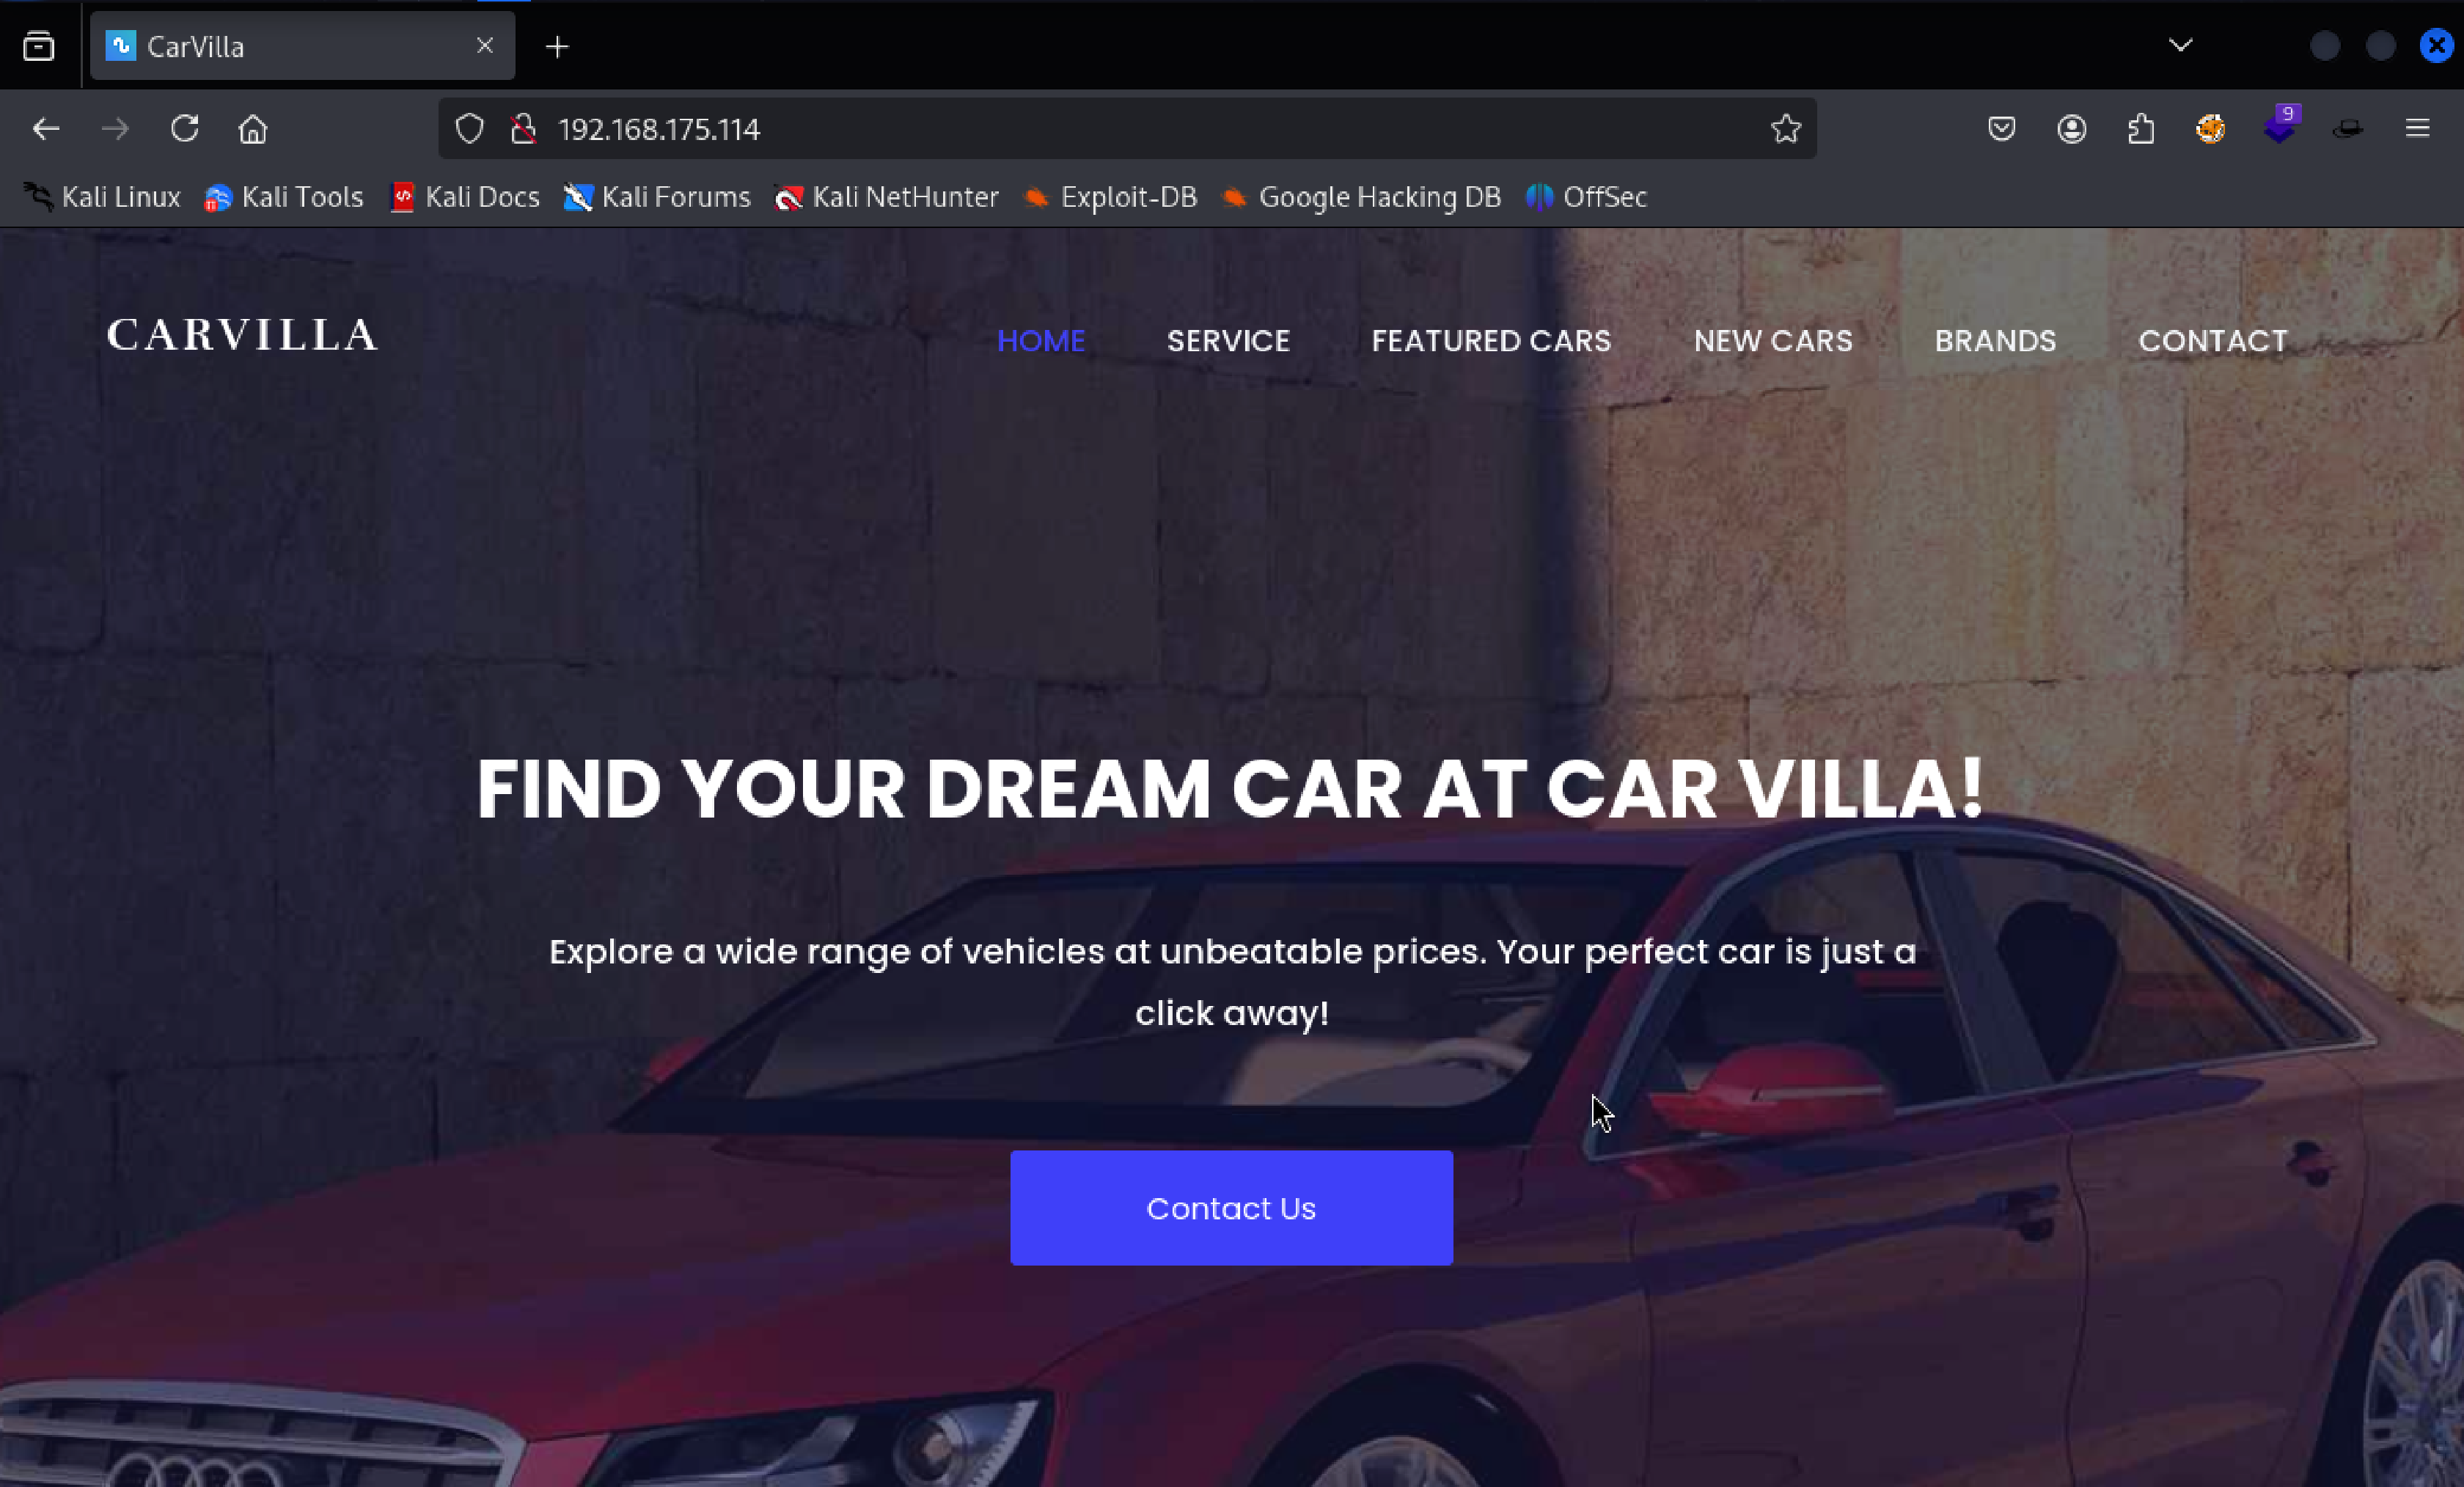 CarVilla
192.168.175.114
9
Kali Linux Kali Tools Kali Docs Kali Forums Kali NetHunter Exploit-DB Google Hacking DB OffSec
CARVILLA HOME SERVICE FEATURED CARS NEW CARS BRANDS CONTACT
FIND YOUR DREAM CAR AT CAR VILLA!
Explore a wide range of vehicles at unbeatable prices. Your perfect car is just a
click away!
Contact Us